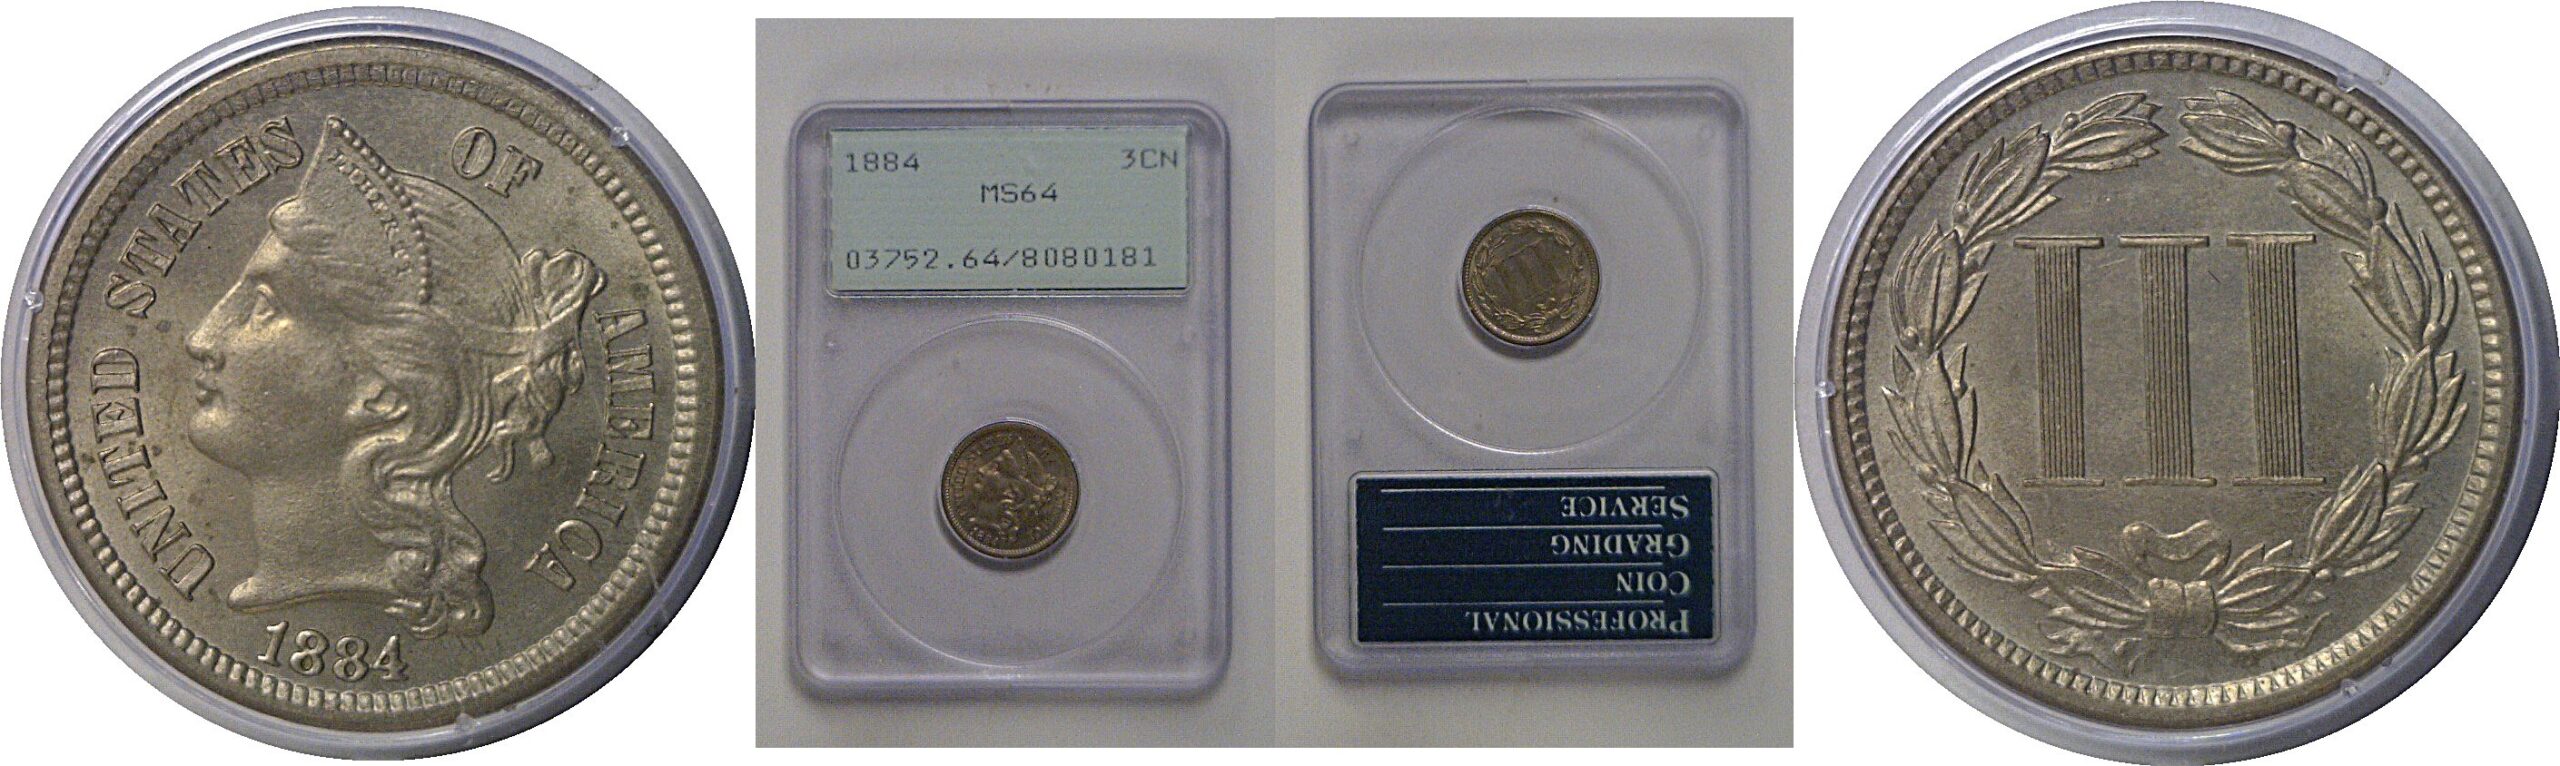 UNITED STATES OF AMERICA
LIBERTY
1884
1884 3CN
MS64
03752.64/8080181
PROFESSIONAL
COIN
GRADING
SERVICE
III